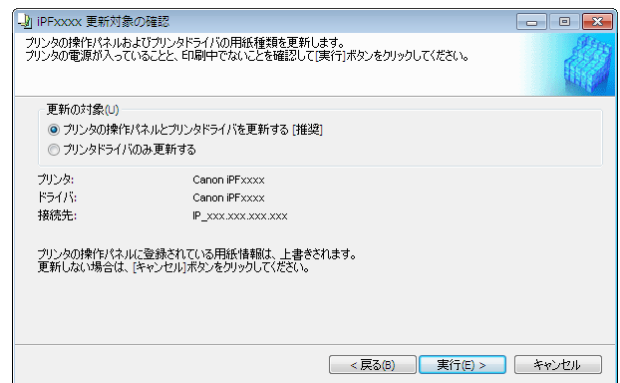 iPFxxxx 更新対象の確認
プリンタの操作パネルおよびプリンタドライバの用紙種類を更新します。
プリンタの電源が入っていることと、印刷中でないことを確認して[実行]ボタンをクリックしてください。
更新の対象(U)
プリンタの操作パネルとプリンタドライバを更新する [推奨]
プリンタドライバのみ更新する
プリンタ: Canon iPFxxxx
ドライバ: Canon iPFxxxx
接続先: IP_xxx.xxx.xxx.xxx
プリンタの操作パネルに登録されている用紙情報は、上書きされます。
更新しない場合は、[キャンセル]ボタンをクリックしてください。
< 戻る(B) 実行(E) > キャンセル